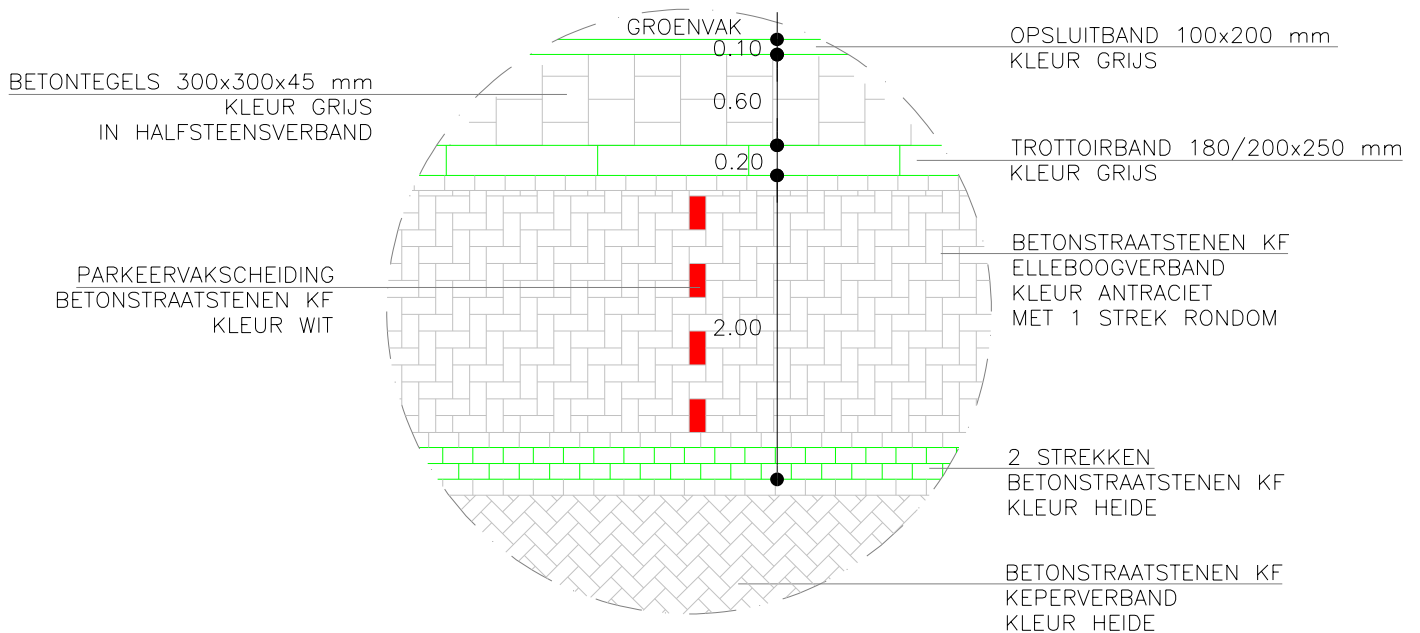 GROENVAK
0.10
OPSLUITBAND 100x200 mm
KLEUR GRIJS
BETONTEGELS 300x300x45 mm
KLEUR GRIJS
IN HALFSTEENSVERBAND
0.60
0.20
TROTTOIRBAND 180/200x250 mm
KLEUR GRIJS
BETONSTRAATSTENEN KF
ELLEBOOGVERBAND
KLEUR ANTRACIET
MET 1 STREK RONDOM
PARKEERVAKSCHEIDING
BETONSTRAATSTENEN KF
KLEUR WIT
2.00
2 STREKKEN
BETONSTRAATSTENEN KF
KLEUR HEIDE
BETONSTRAATSTENEN KF
KEPERVERBAND
KLEUR HEIDE